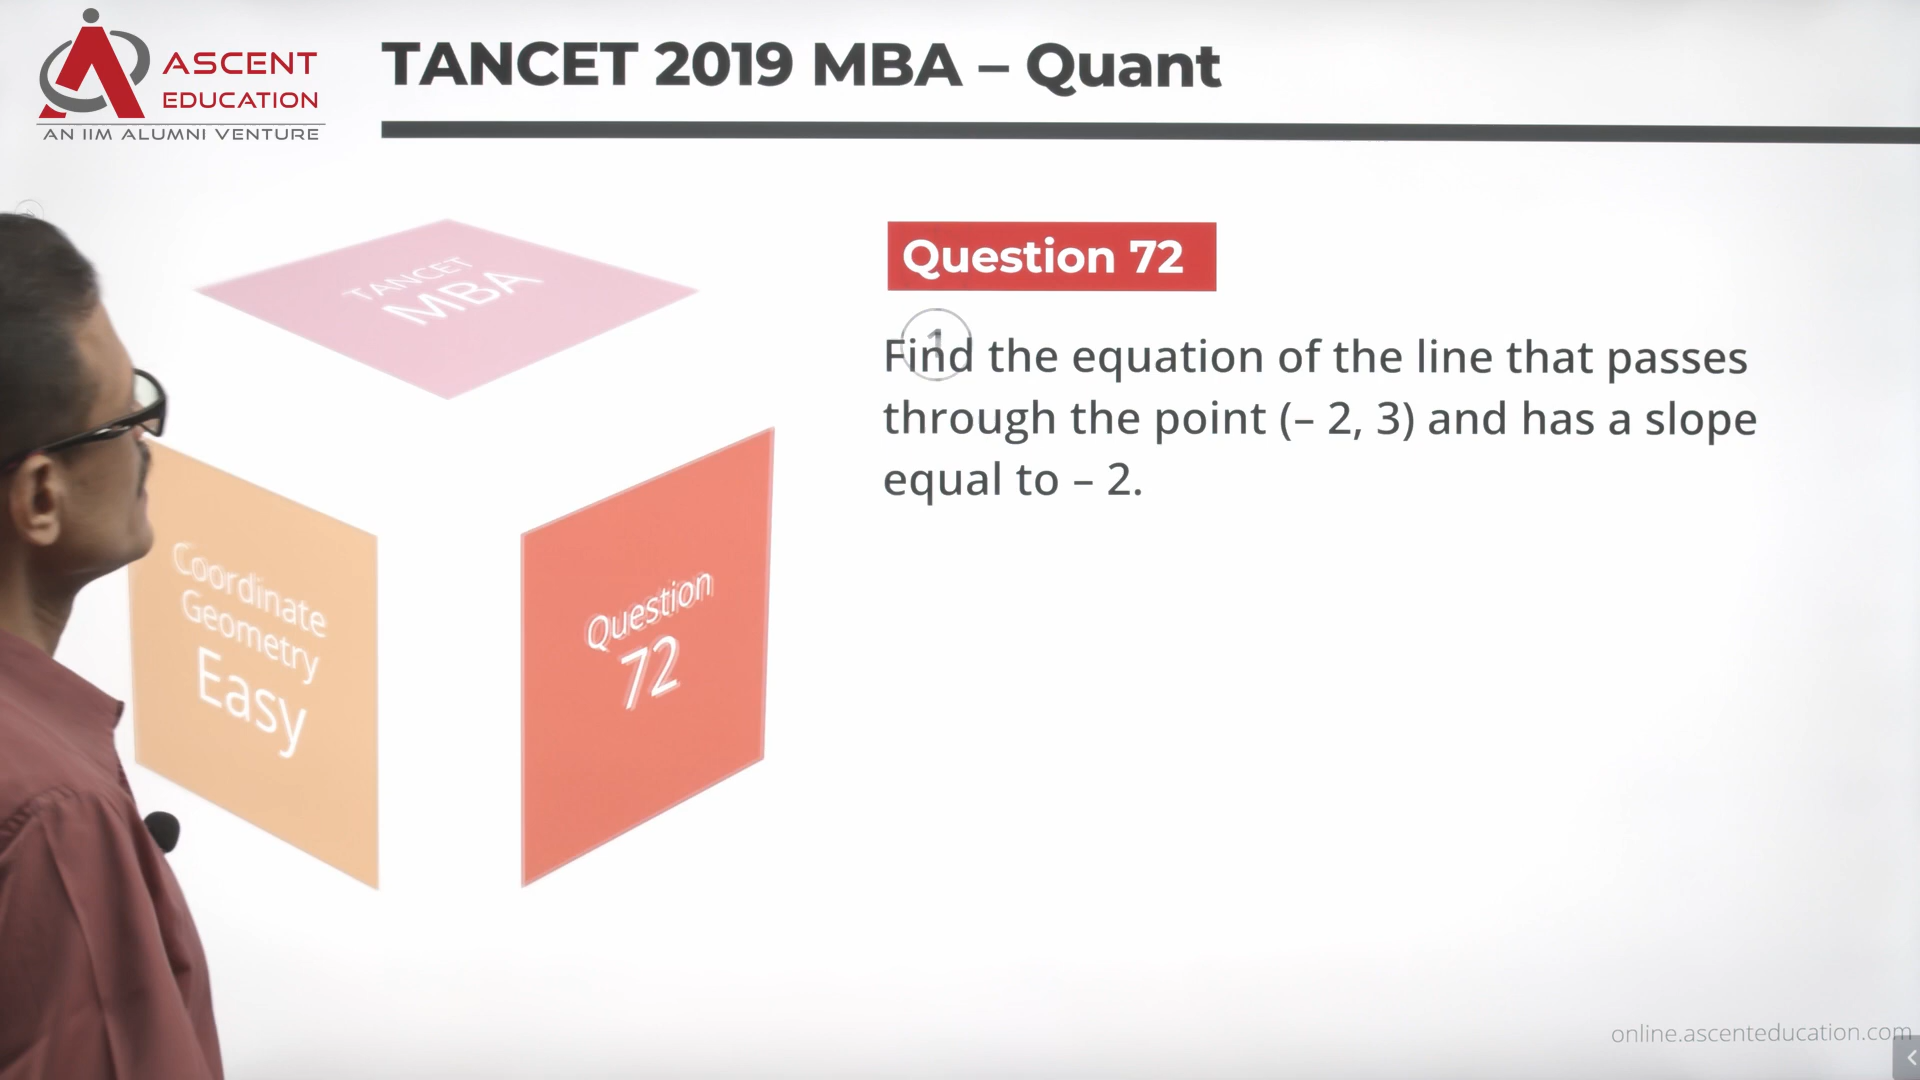 ASCENT
EDUCATION
AN IIM ALUMNI VENTURE
TANCET 2019 MBA – Quant
TANCET
MBA
Coordinate
Geometry
Easy
Question
72
Question 72
1
Find the equation of the line that passes
through the point (– 2, 3) and has a slope
equal to – 2.
online.ascenteducation.com